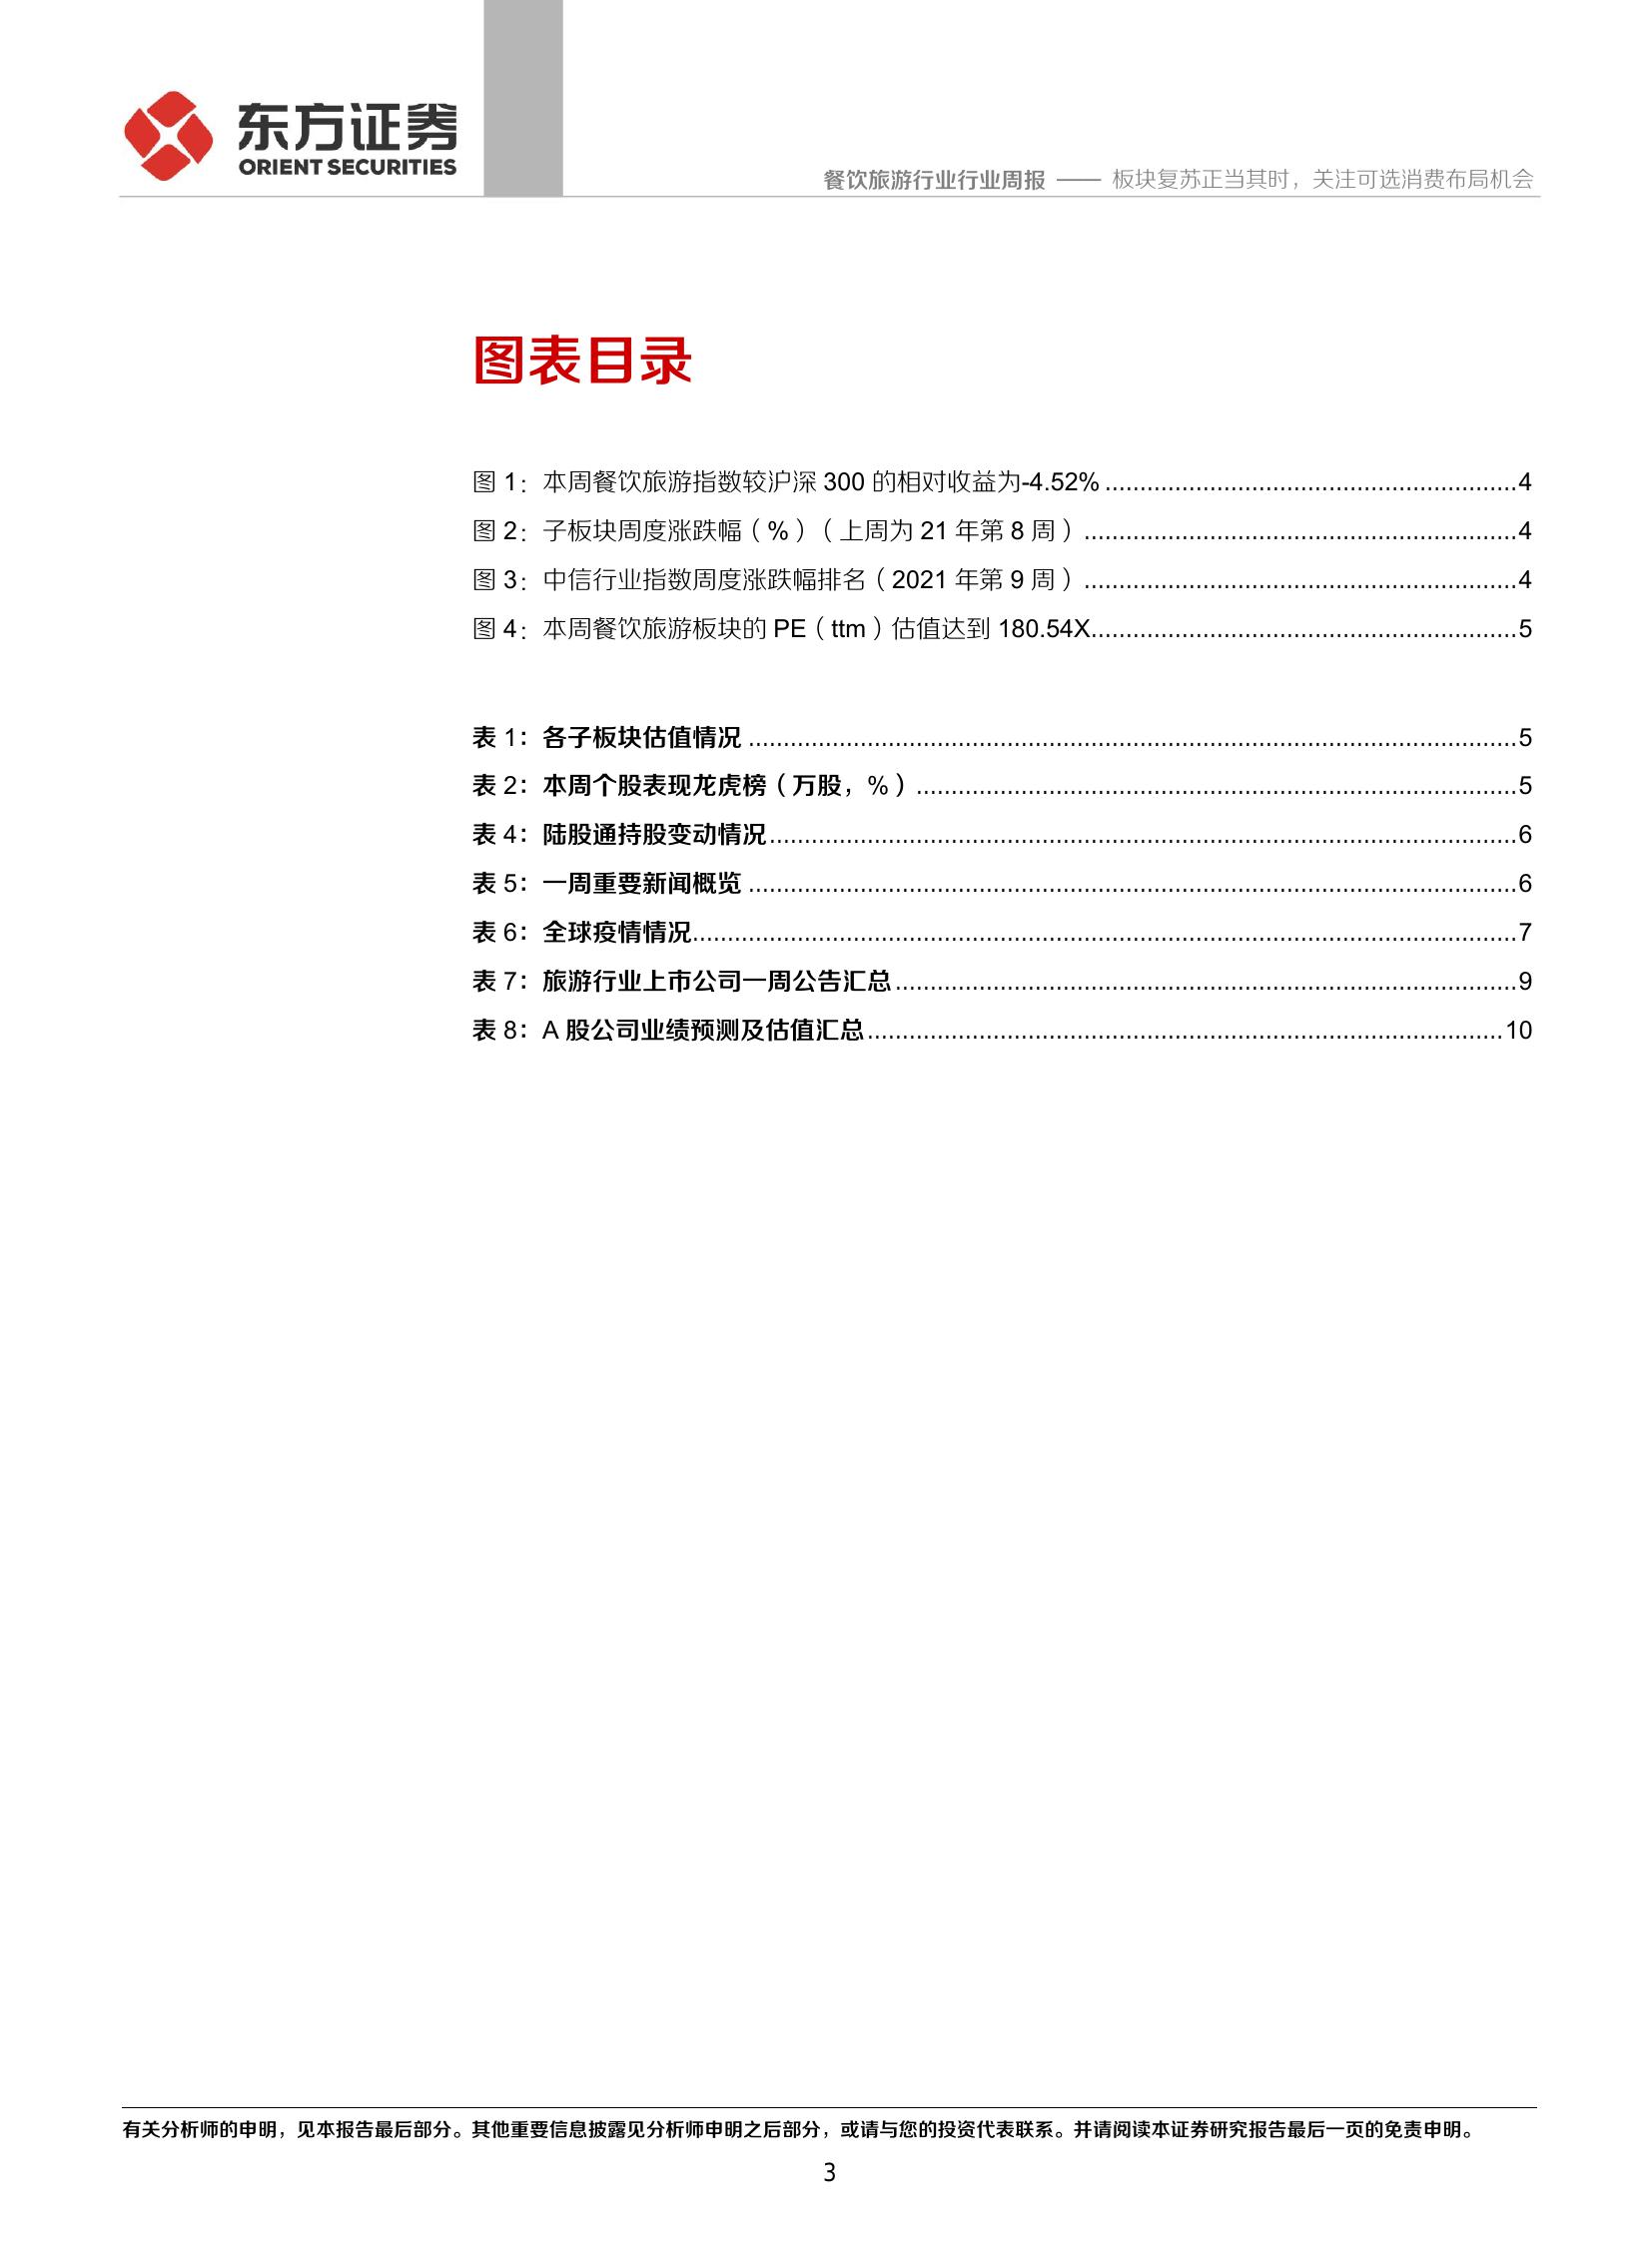 东方证券
ORIENT SECURITIES
餐饮旅游行业行业周报 —— 板块复苏正当其时，关注可选消费布局机会
图表目录
图 1：本周餐饮旅游指数较沪深 300 的相对收益为-4.52% ........................................................... 4
图 2：子板块周度涨跌幅（%）（上周为 21 年第 8 周） .............................................................. 4
图 3：中信行业指数周度涨跌幅排名（2021 年第 9 周） .............................................................. 4
图 4：本周餐饮旅游板块的 PE（ttm）估值达到 180.54X............................................................. 5
表 1：各子板块估值情况 .............................................................................................................. 5
表 2：本周个股表现龙虎榜（万股，%） ...................................................................................... 5
表 4：陆股通持股变动情况........................................................................................................... 6
表 5：一周重要新闻概览 .............................................................................................................. 6
表 6：全球疫情情况...................................................................................................................... 7
表 7：旅游行业上市公司一周公告汇总......................................................................................... 9
表 8：A 股公司业绩预测及估值汇总........................................................................................... 10
有关分析师的申明，见本报告最后部分。其他重要信息披露见分析师申明之后部分，或请与您的投资代表联系。并请阅读本证券研究报告最后一页的免责申明。
3